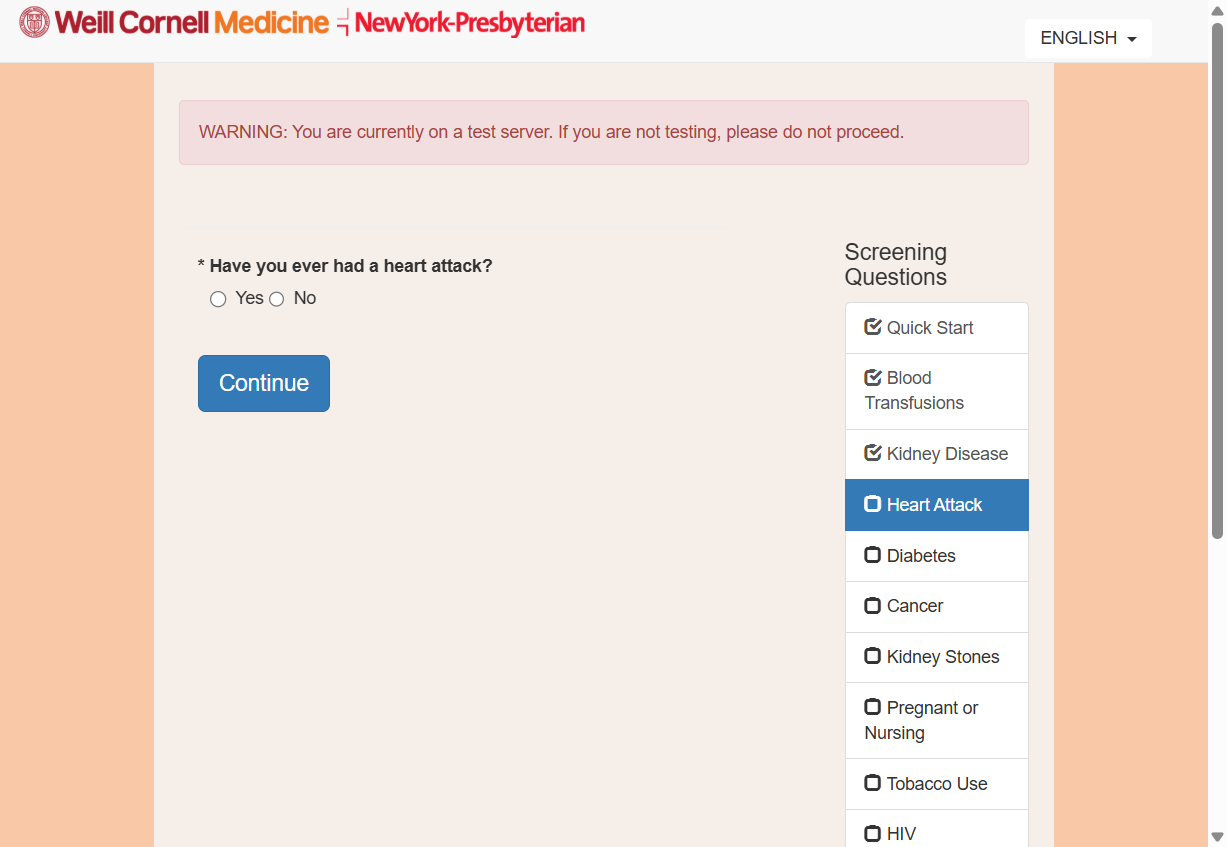 Weill Cornell Medicine NewYork-Presbyterian
ENGLISH
WARNING: You are currently on a test server. If you are not testing, please do not proceed.
* Have you ever had a heart attack?
Yes No
Continue
Screening
Questions
Quick Start
Blood
Transfusions
Kidney Disease
Heart Attack
Diabetes
Cancer
Kidney Stones
Pregnant or
Nursing
Tobacco Use
HIV